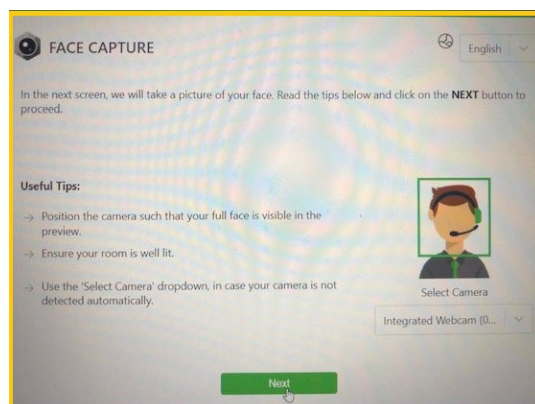 FACE CAPTURE
English
In the next screen, we will take a picture of your face. Read the tips below and click on the NEXT button to
proceed.
Useful Tips:
→ Position the camera such that your full face is visible in the
preview.
→ Ensure your room is well lit.
→ Use the 'Select Camera' dropdown, in case your camera is not
detected automatically.
Select Camera
Integrated Webcam (0...
Next